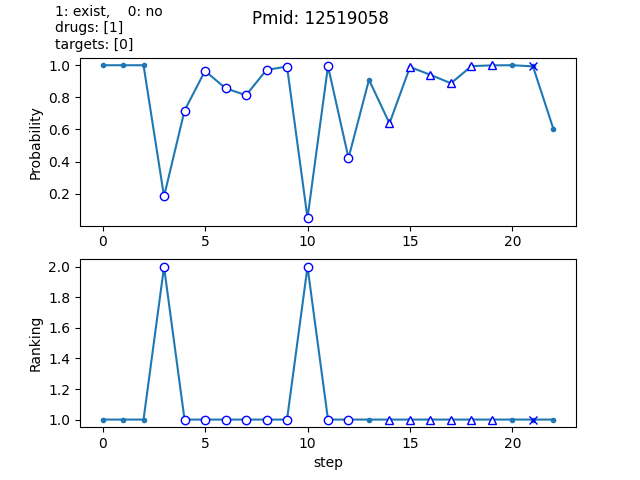 1: exist,    0: no
drugs: [1]
targets: [0]
Pmid: 12519058
1.0
0.8
0.6
0.4
0.2
Probability
0 5 10 15 20
2.0
1.8
1.6
1.4
1.2
1.0
Ranking
0 5 10 15 20
step